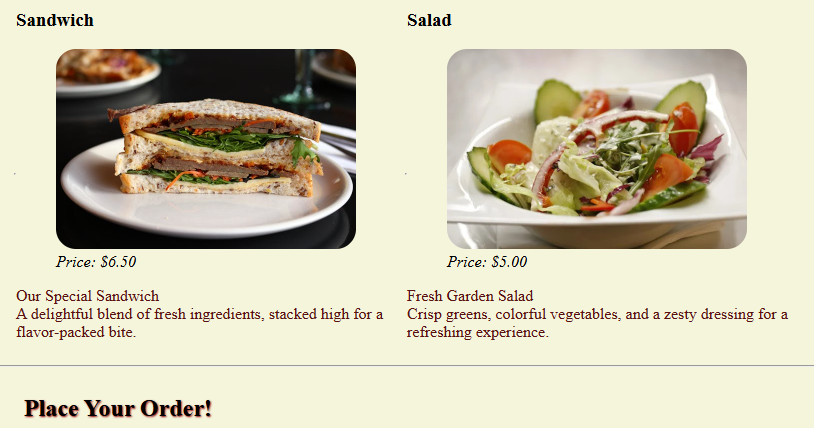 Sandwich
Price: $6.50
Our Special Sandwich
A delightful blend of fresh ingredients, stacked high for a
flavor-packed bite.
Salad
Price: $5.00
Fresh Garden Salad
Crisp greens, colorful vegetables, and a zesty dressing for a
refreshing experience.
Place Your Order!